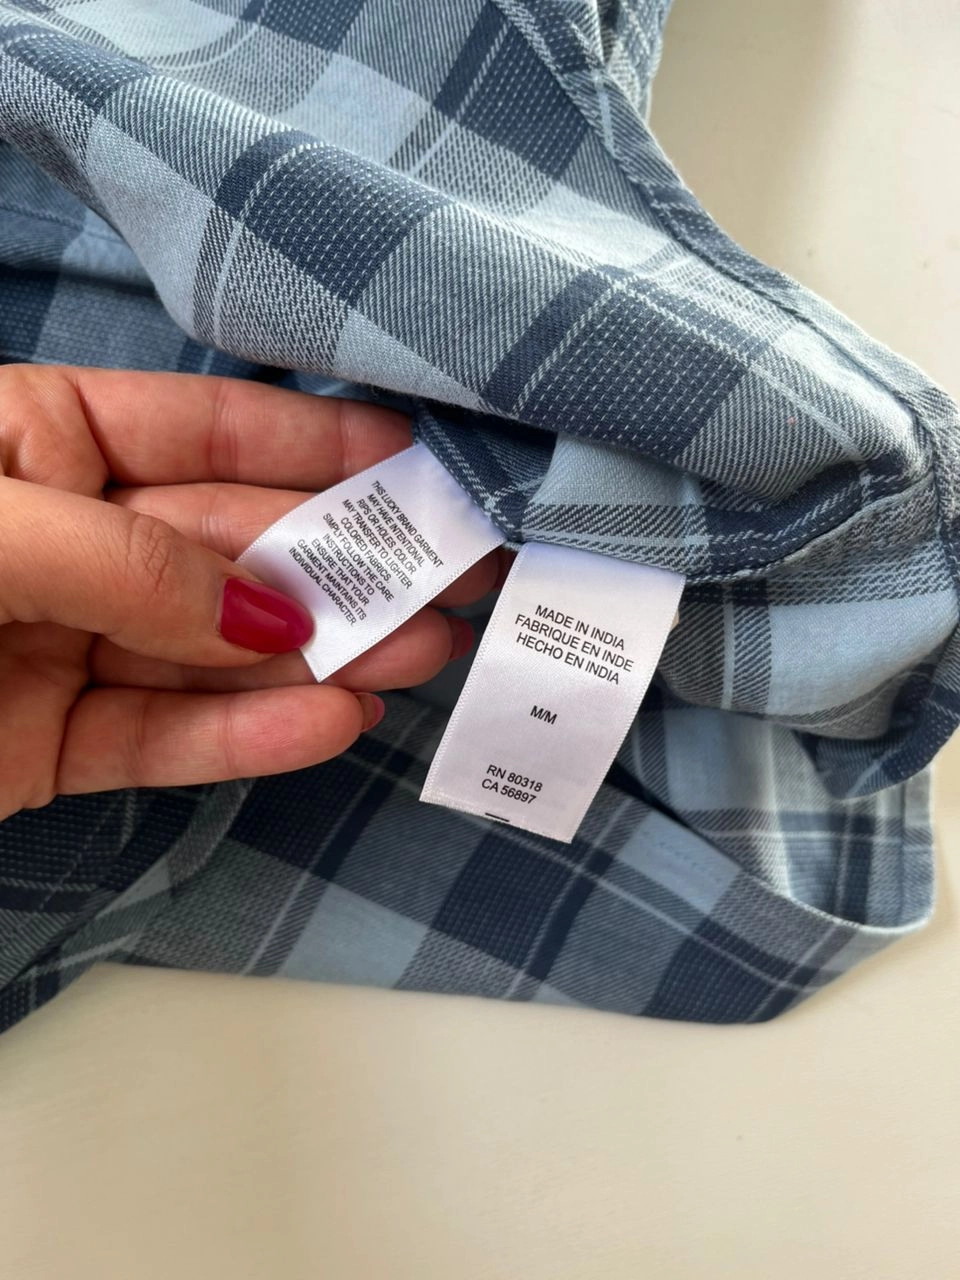 THIS LUCKY BRAND GARMENT
MAY HAVE INTENTIONAL
RIPS OR HOLES. COLOR
MAY TRANSFER TO LIGHTER
COLORED FABRICS.
SIMPLY FOLLOW THE CARE
INSTRUCTIONS TO
ENSURE THAT YOUR
GARMENT MAINTAINS ITS
INDIVIDUAL CHARACTER
MADE IN INDIA
FABRIQUE EN INDE
HECHO EN INDIA
M/M
RN 80318
CA 56897